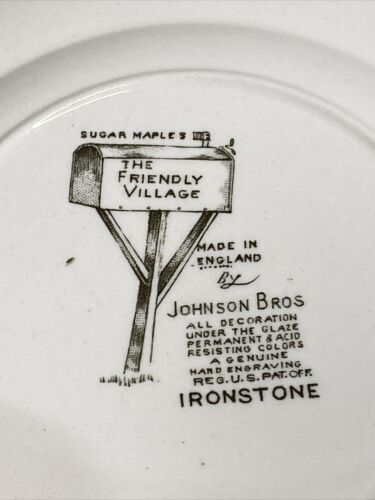 SUGAR MAPLES
THE
FRIENDLY
VILLAGE
MADE IN
ENGLAND
By
JOHNSON BROS
ALL DECORATION
UNDER THE GLAZE
PERMANENT & ACID
RESISTING COLORS
A GENUINE
HAND ENGRAVING
REG. U.S. PAT. OFF.
IRONSTONE